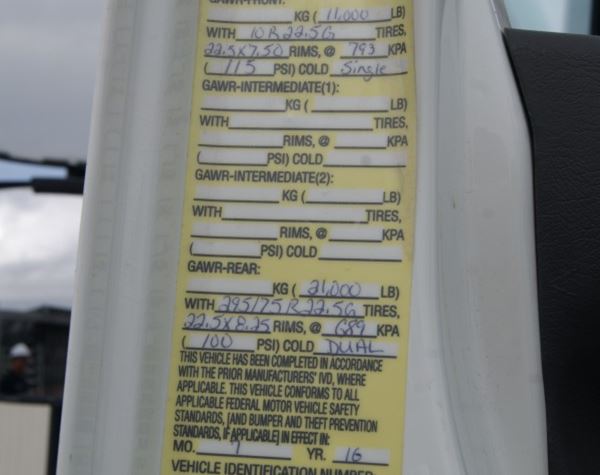 GAWR-FRONT:
KG ( 11,000 LB)
WITH 10R22.5G TIRES,
22.5X7.50 RIMS, @ 793 KPA
( 115 PSI) COLD Single
GAWR-INTERMEDIATE(1):
KG ( LB)
WITH TIRES,
RIMS, @ KPA
( PSI) COLD
GAWR-INTERMEDIATE(2):
KG ( LB)
WITH TIRES,
RIMS, @ KPA
( PSI) COLD
GAWR-REAR:
KG ( 21,000 LB)
WITH 295/75R22.5G TIRES,
22.5X8.25 RIMS, @ 689 KPA
( 100 PSI) COLD DUAL
THIS VEHICLE HAS BEEN COMPLETED IN ACCORDANCE
WITH THE PRIOR MANUFACTURERS' IVD, WHERE
APPLICABLE. THIS VEHICLE CONFORMS TO ALL
APPLICABLE FEDERAL MOTOR VEHICLE SAFETY
STANDARDS, [AND BUMPER AND THEFT PREVENTION
STANDARDS, IF APPLICABLE] IN EFFECT IN:
MO. 9 YR. 16
VEHICLE IDENTIFICATION NUMBER